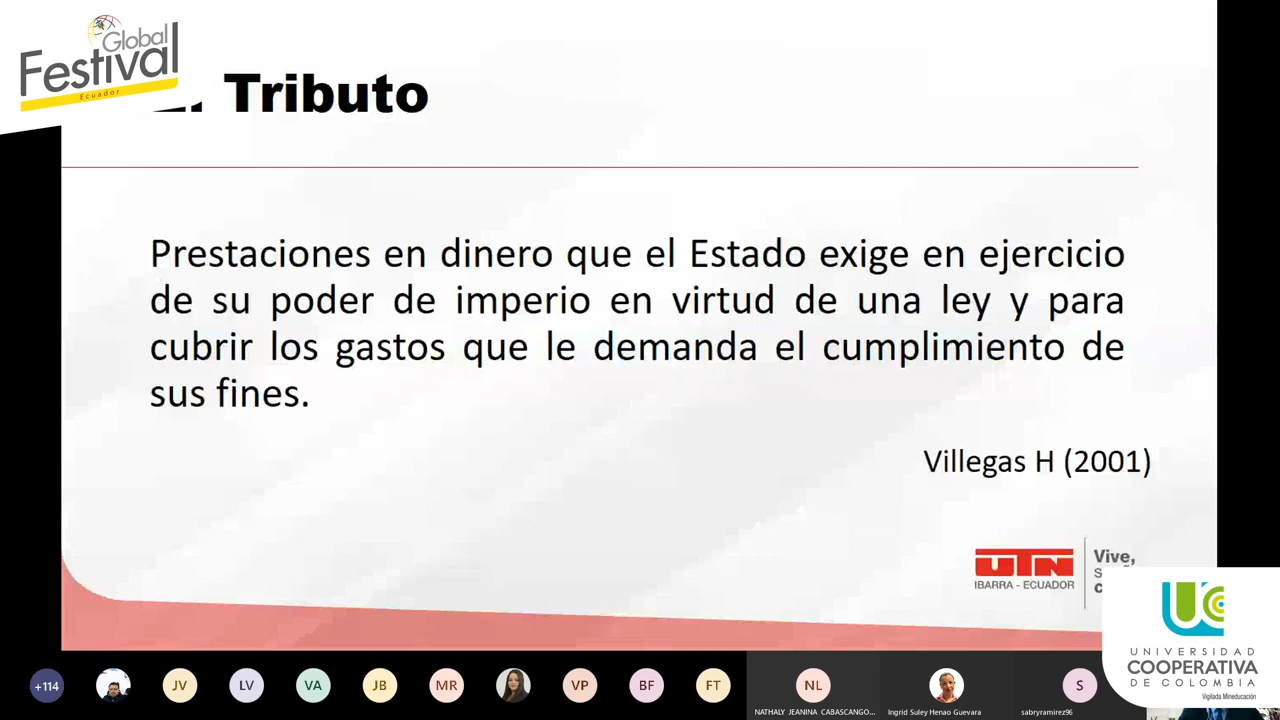 Global
Festival
Ecuador
Tributo
Prestaciones en dinero que el Estado exige en ejercicio
de su poder de imperio en virtud de una ley y para
cubrir los gastos que le demanda el cumplimiento de
sus fines.
Villegas H (2001)
UTN
IBARRA - ECUADOR
Vive,
UNIVERSIDAD
COOPERATIVA
DE COLOMBIA
Vigilada Mineducación
+114
JV
LV
VA
JB
MR
VP
BF
FT
NL
S
NATHALY JEANINA CABASCANGO...
Ingrid Suley Henao Guevara
sabryramirez96